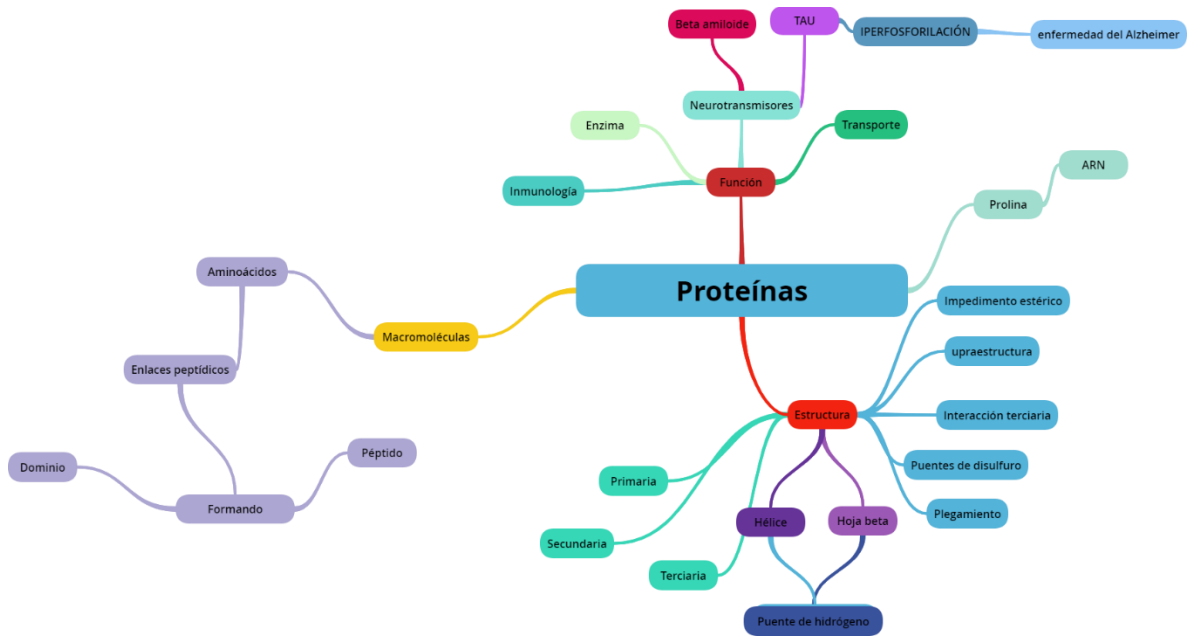 Beta amiloide
TAU
IPERFOSFORILACIÓN
enfermedad del Alzheimer
Neurotransmisores
Enzima
Transporte
Inmunología
Función
ARN
Prolina
Proteínas
Aminoácidos
Macromoléculas
Enlaces peptídicos
Péptido
Dominio
Formando
Impedimento estérico
upraestructura
Estructura
Interacción terciaria
Puentes de disulfuro
Plegamiento
Primaria
Secundaria
Terciaria
Hélice
Hoja beta
Puente de hidrógeno